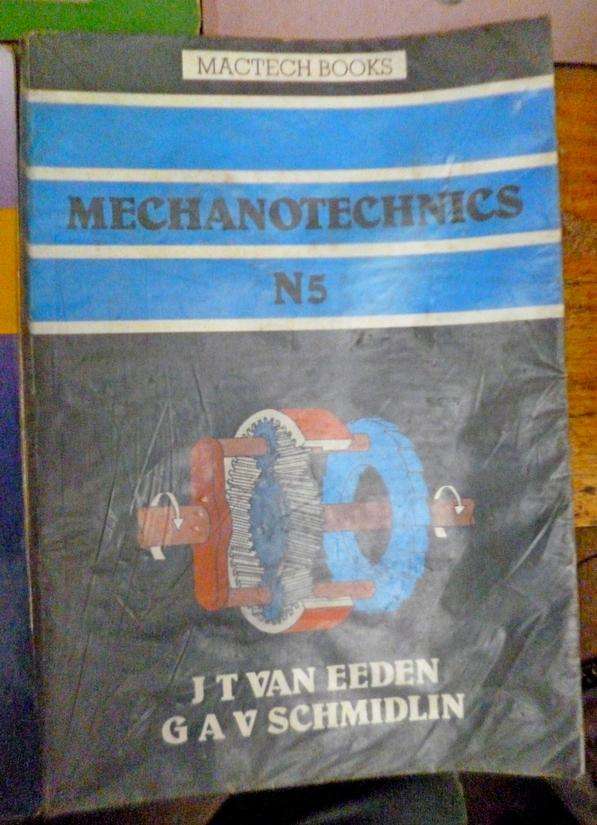 MACTECH BOOKS
MECHANOTECHNICS
N5
J T VAN EEDEN
G A V SCHMIDLIN